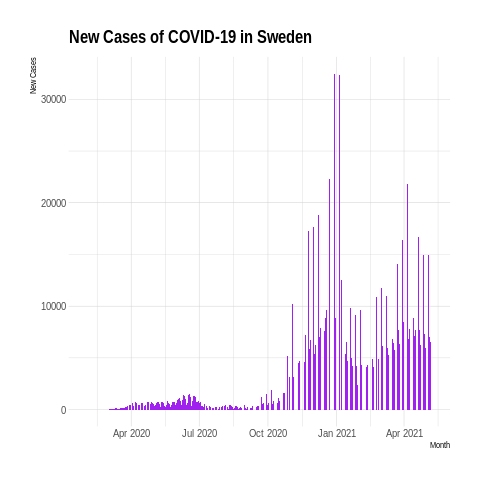 New Cases of COVID-19 in Sweden
New Cases
30000
20000
10000
0
Apr 2020 Jul 2020 Oct 2020 Jan 2021 Apr 2021
Month